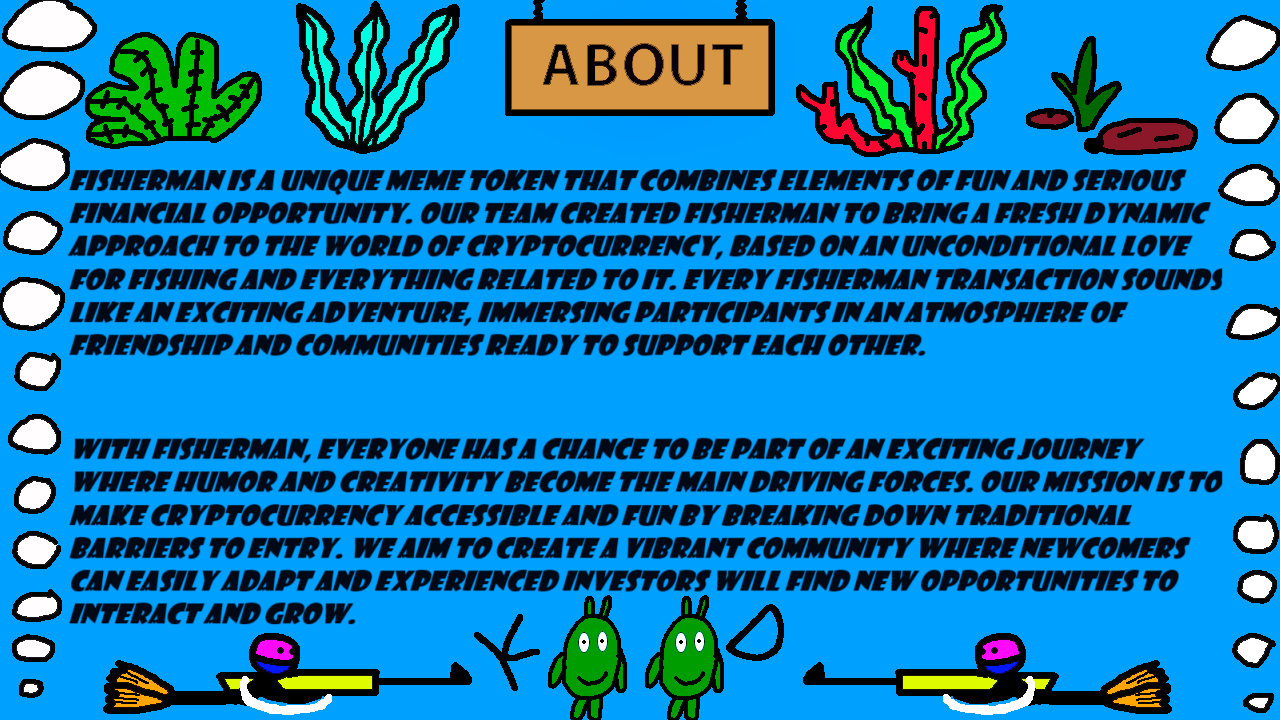 ABOUT
FISHERMAN IS A UNIQUE MEME TOKEN THAT COMBINES ELEMENTS OF FUN AND SERIOUS
FINANCIAL OPPORTUNITY. OUR TEAM CREATED FISHERMAN TO BRING A FRESH DYNAMIC
APPROACH TO THE WORLD OF CRYPTOCURRENCY, BASED ON AN UNCONDITIONAL LOVE
FOR FISHING AND EVERYTHING RELATED TO IT. EVERY FISHERMAN TRANSACTION SOUNDS
LIKE AN EXCITING ADVENTURE, IMMERSING PARTICIPANTS IN AN ATMOSPHERE OF
FRIENDSHIP AND COMMUNITIES READY TO SUPPORT EACH OTHER.
WITH FISHERMAN, EVERYONE HAS A CHANCE TO BE PART OF AN EXCITING JOURNEY
WHERE HUMOR AND CREATIVITY BECOME THE MAIN DRIVING FORCES. OUR MISSION IS TO
MAKE CRYPTOCURRENCY ACCESSIBLE AND FUN BY BREAKING DOWN TRADITIONAL
BARRIERS TO ENTRY. WE AIM TO CREATE A VIBRANT COMMUNITY WHERE NEWCOMERS
CAN EASILY ADAPT AND EXPERIENCED INVESTORS WILL FIND NEW OPPORTUNITIES TO
INTERACT AND GROW.